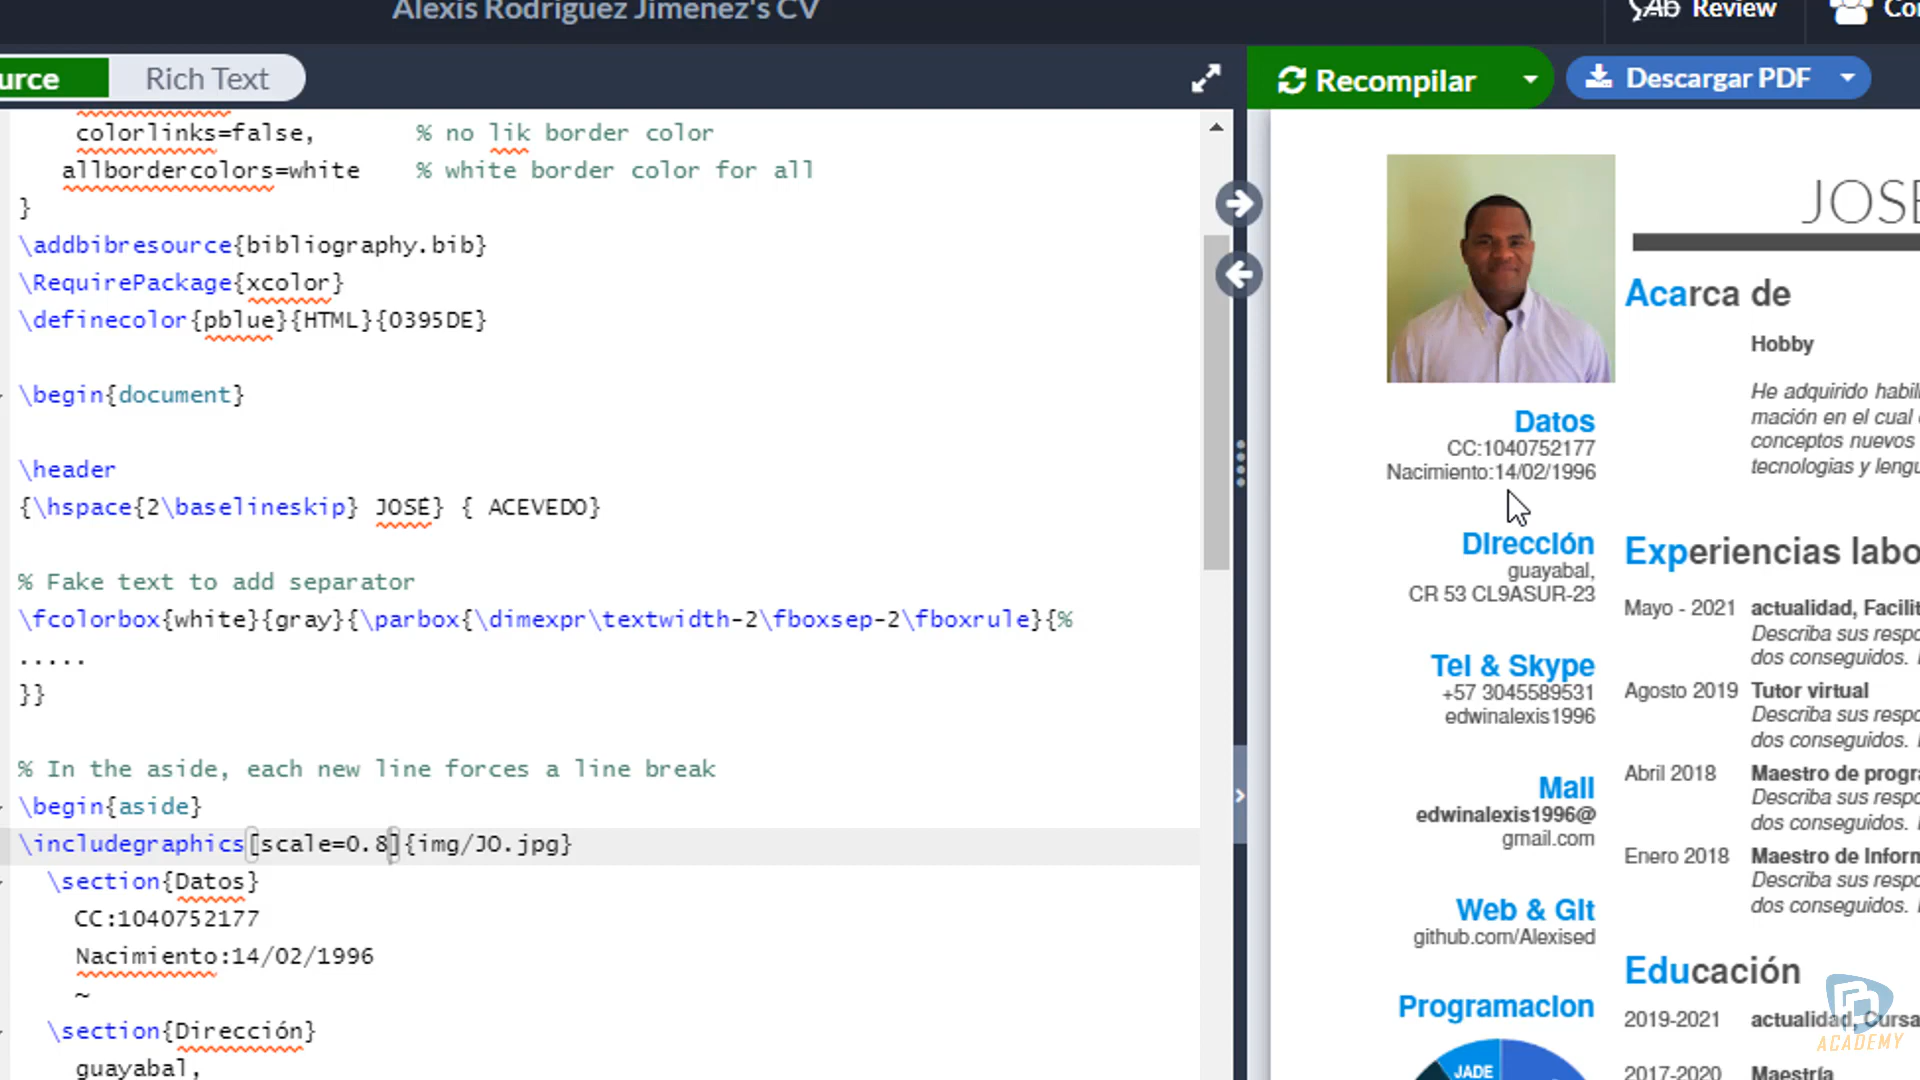 Alexis Rodriguez Jimenez's CV
Review
Co
urce
Rich Text
Recompilar
Descargar PDF
colorlinks=false, % no lik border color
allbordercolors=white % white border color for all
}
\addbibresource{bibliography.bib}
\RequirePackage{xcolor}
\definecolor{pblue}{HTML}{0395DE}
\begin{document}
\header
{\hspace{2\baselineskip} JOSÉ} { ACEVEDO}
% Fake text to add separator
\fcolorbox{white}{gray}{\parbox{\dimexpr\textwidth-2\fboxsep-2\fboxrule}{%
.....
}}
% In the aside, each new line forces a line break
\begin{aside}
\includegraphics[scale=0.8]{img/JO.jpg}
\section{Datos}
CC:1040752177
Nacimiento:14/02/1996
~
\section{Dirección}
guayabal,
Datos
CC:1040752177
Nacimiento:14/02/1996
Dirección
guayabal,
CR 53 CL9ASUR-23
Tel & Skype
+57 3045589531
edwinalexis1996
Mail
edwinalexis1996@
gmail.com
Web & Git
github.com/Alexised
Programacion
JADE
JOSE
Acarca de
Hobby
He adquirido habili
mación en el cual
conceptos nuevos
tecnologias y lengu
Experiencias labo
Mayo - 2021 actualidad, Facilit
Describa sus respo
dos conseguidos.
Agosto 2019 Tutor virtual
Describa sus respo
dos conseguidos.
Abril 2018 Maestro de progra
Describa sus respo
dos conseguidos.
Enero 2018 Maestro de Inform
Describa sus respo
dos conseguidos.
Educación
2019-2021 actualidad, Cursa
2017-2020 Maestría
ACADEMY